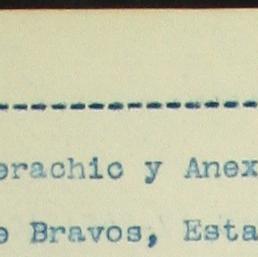 --------------
erachic y Anex
e Bravos, Esta